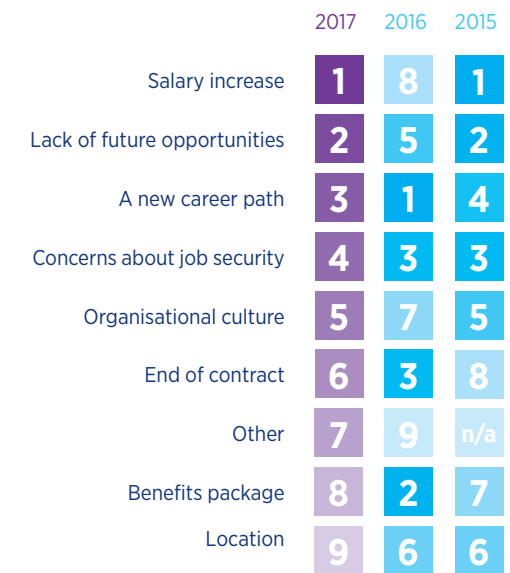 2017 2016 2015
Salary increase 1 8 1
Lack of future opportunities 2 5 2
A new career path 3 1 4
Concerns about job security 4 3 3
Organisational culture 5 7 5
End of contract 6 3 8
Other 7 9 n/a
Benefits package 8 2 7
Location 9 6 6